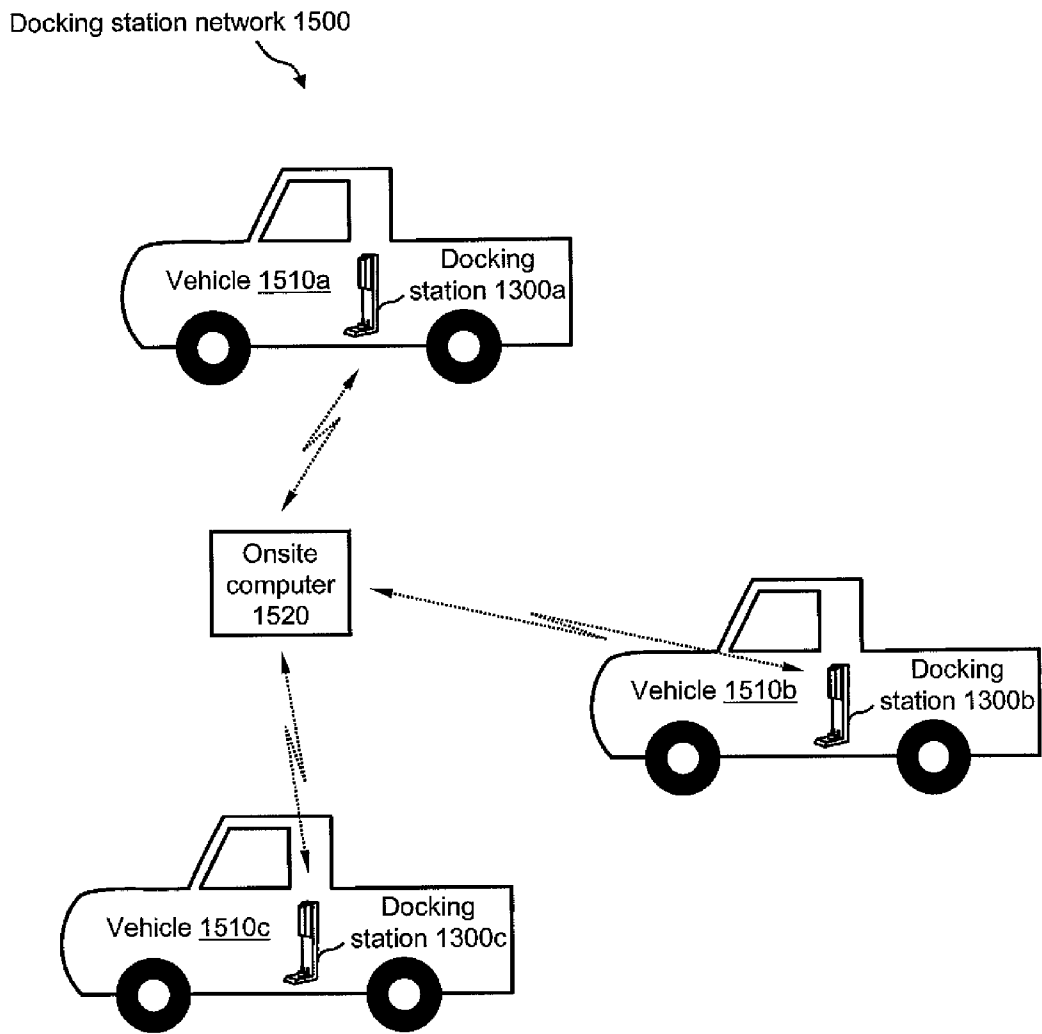 Docking station network 1500
Vehicle 1510a
Docking
station 1300a
Onsite
computer
1520
Vehicle 1510b
Docking
station 1300b
Vehicle 1510c
Docking
station 1300c